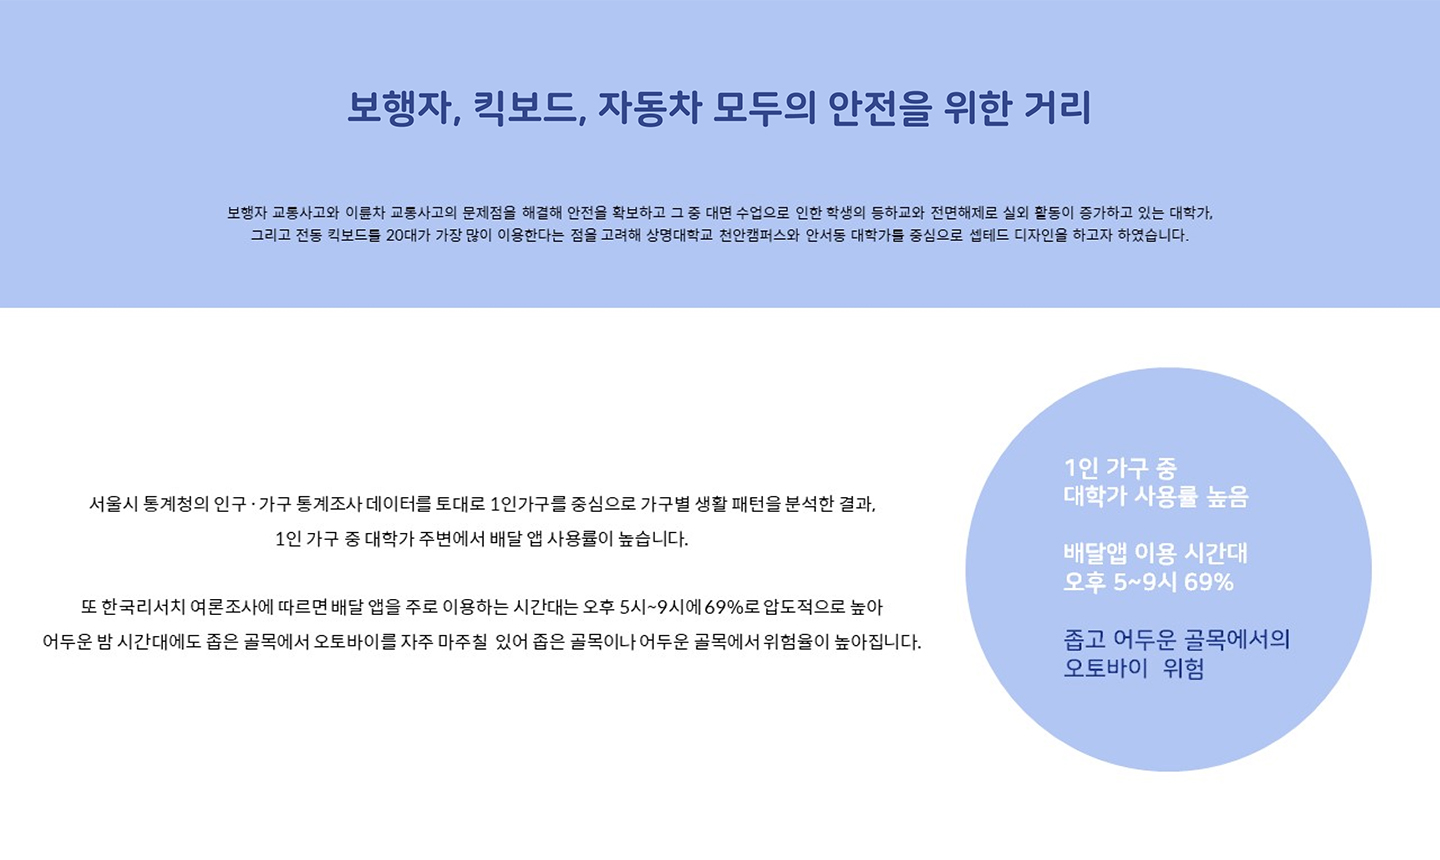 보행자, 킥보드, 자동차 모두의 안전을 위한 거리
보행자 교통사고와 이륜차 교통사고의 문제점을 해결해 안전을 확보하고 그 중 대면 수업으로 인한 학생의 등하교와 전면해제로 실외 활동이 증가하고 있는 대학가,
그리고 전동 킥보드를 20대가 가장 많이 이용한다는 점을 고려해 상명대학교 천안캠퍼스와 안서동 대학가를 중심으로 셉테드 디자인을 하고자 하였습니다.
서울시 통계청의 인구·가구 통계조사 데이터를 토대로 1인가구를 중심으로 가구별 생활 패턴을 분석한 결과,
1인 가구 중 대학가 주변에서 배달 앱 사용률이 높습니다.
또 한국리서치 여론조사에 따르면 배달 앱을 주로 이용하는 시간대는 오후 5시~9시에 69%로 압도적으로 높아
어두운 밤 시간대에도 좁은 골목에서 오토바이를 자주 마주칠 있어 좁은 골목이나 어두운 골목에서 위험율이 높아집니다.
1인 가구 중
대학가 사용률 높음
배달앱 이용 시간대
오후 5~9시 69%
좁고 어두운 골목에서의
오토바이 위험